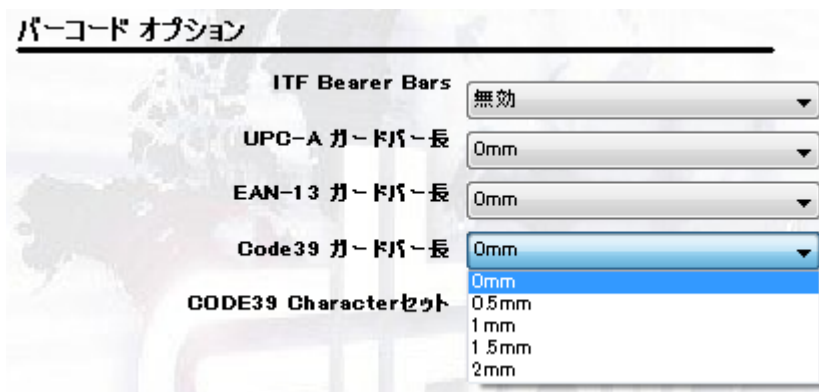 バーコード オプション
ITF Bearer Bars 無効
UPC-A ガードバー長 0mm
EAN-13 ガードバー長 0mm
Code39 ガードバー長 0mm
0mm
CODE39 Characterセット 0.5mm
1mm
1.5mm
2mm